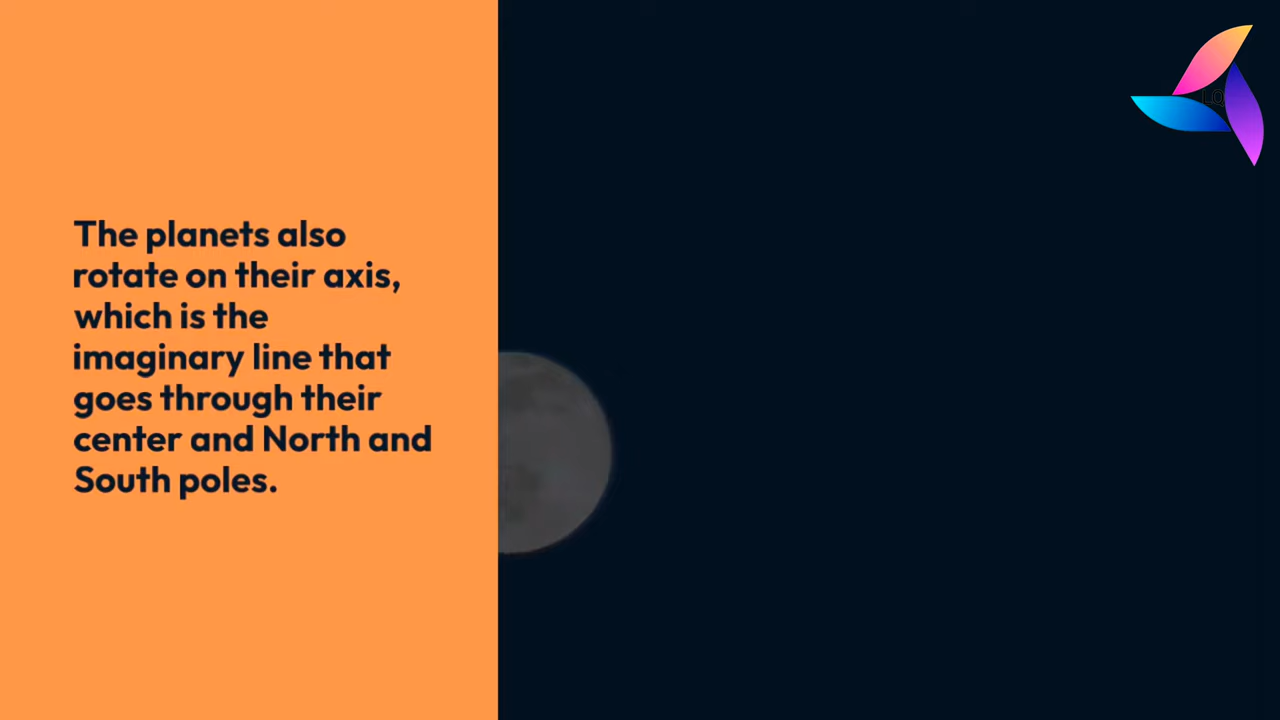 The planets also
rotate on their axis,
which is the
imaginary line that
goes through their
center and North and
South poles.